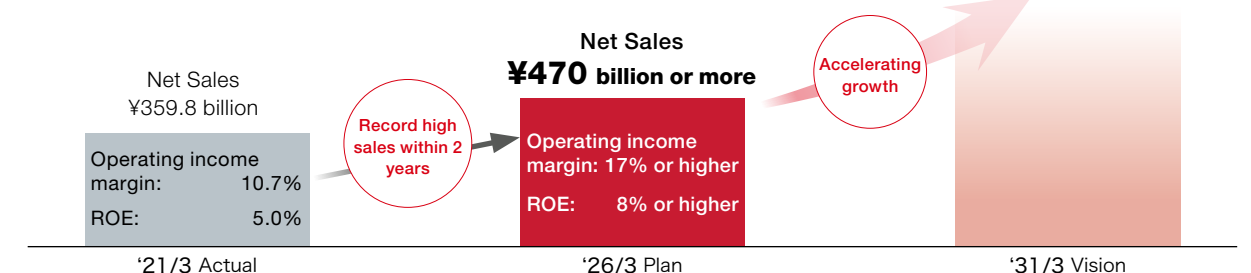 Net Sales
¥359.8 billion
Operating income
margin: 10.7%
ROE: 5.0%
‘21/3 Actual
Record high
sales within 2
years
Net Sales
¥470 billion or more
Operating income
margin: 17% or higher
ROE: 8% or higher
‘26/3 Plan
Accelerating
growth
‘31/3 Vision